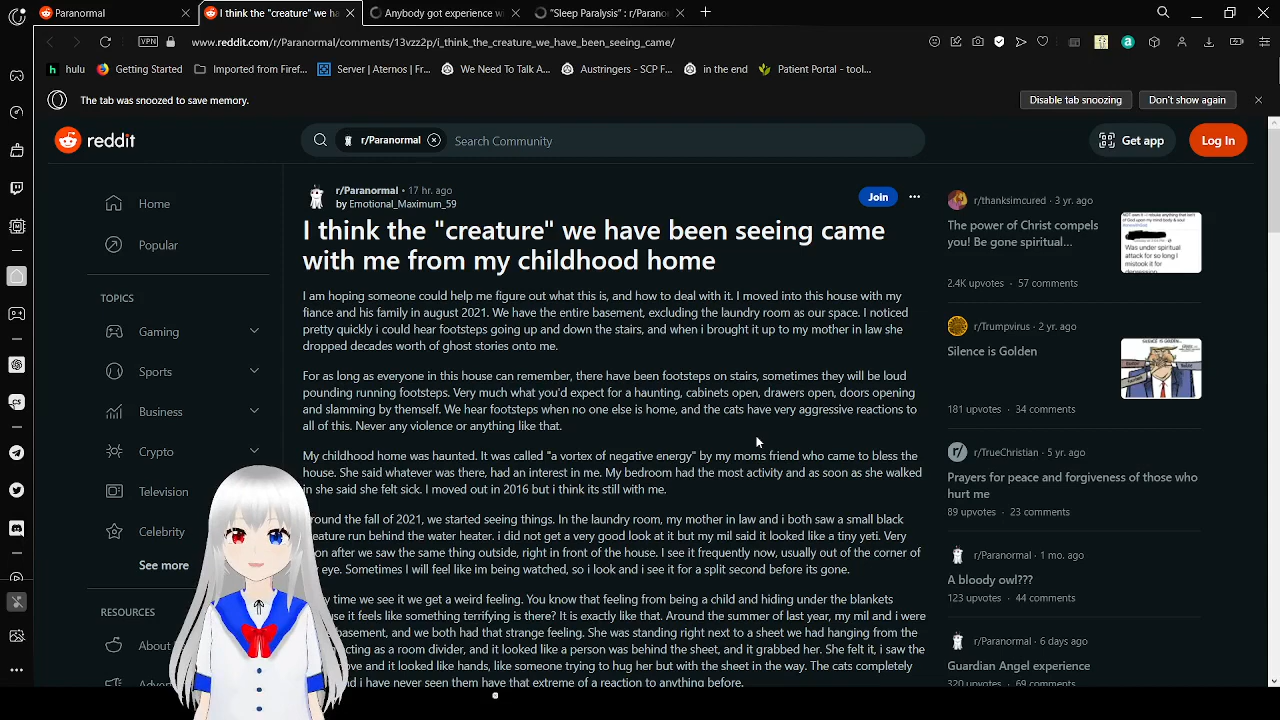 Paranormal
I think the "creature" we ha
Anybody got experience w
"Sleep Paralysis" : r/Parano
VPN
www.reddit.com/r/Paranormal/comments/13vzz2p/i_think_the_creature_we_have_been_seeing_came/
hulu
Getting Started
Imported from Firef...
Server | Aternos | Fr...
We Need To Talk A...
Austringers - SCP F...
in the end
Patient Portal - tool...
The tab was snoozed to save memory.
Disable tab snoozing
Don't show again
reddit
r/Paranormal
Search Community
Get app
Log In
Home
Popular
TOPICS
Gaming
Sports
Business
Crypto
Television
Celebrity
See more
RESOURCES
About
r/Paranormal • 17 hr. ago
by Emotional_Maximum_59
Join
I think the "creature" we have been seeing came
with me from my childhood home
I am hoping someone could help me figure out what this is, and how to deal with it. I moved into this house with my
fiance and his family in august 2021. We have the entire basement, excluding the laundry room as our space. I noticed
pretty quickly i could hear footsteps going up and down the stairs, and when i brought it up to my mother in law she
dropped decades worth of ghost stories onto me.
For as long as everyone in this house can remember, there have been footsteps on stairs, sometimes they will be loud
pounding running footsteps. Very much what you'd expect for a haunting, cabinets open, drawers open, doors opening
and slamming by themself. We hear footsteps when no one else is home, and the cats have very aggressive reactions to
all of this. Never any violence or anything like that.
My childhood home was haunted. It was called "a vortex of negative energy" by my moms friend who came to bless the
house. She said whatever was there, had an interest in me. My bedroom had the most activity and as soon as she walked
in she said she felt sick. I moved out in 2016 but i think its still with me.
round the fall of 2021, we started seeing things. In the laundry room, my mother in law and i both saw a small black
eature run behind the water heater. i did not get a very good look at it but my mil said it looked like a tiny yeti. Very
on after we saw the same thing outside, right in front of the house. I see it frequently now, usually out of the corner of
eye. Sometimes I will feel like im being watched, so i look and i see it for a split second before its gone.
y time we see it we get a weird feeling. You know that feeling from being a child and hiding under the blankets
use it feels like something terrifying is there? It is exactly like that. Around the summer of last year, my mil and i were
basement, and we both had that strange feeling. She was standing right next to a sheet we had hanging from the
cting as a room divider, and it looked like a person was behind the sheet, and it grabbed her. She felt it, i saw the
ove and it looked like hands, like someone trying to hug her but with the sheet in the way. The cats completely
and i have never seen them have that extreme of a reaction to anything before.
r/thanksimcured • 3 yr. ago
The power of Christ compels
you! Be gone spiritual...
Was under spiritual
attack for so long I
mistook it for
depression
2.4K upvotes • 57 comments
r/Trumpvirus • 2 yr. ago
Silence is Golden
181 upvotes • 34 comments
r/TrueChristian • 5 yr. ago
Prayers for peace and forgiveness of those who
hurt me
89 upvotes • 23 comments
r/Paranormal • 1 mo. ago
A bloody owl???
123 upvotes • 44 comments
r/Paranormal • 6 days ago
Guardian Angel experience
320 upvotes • 69 comments